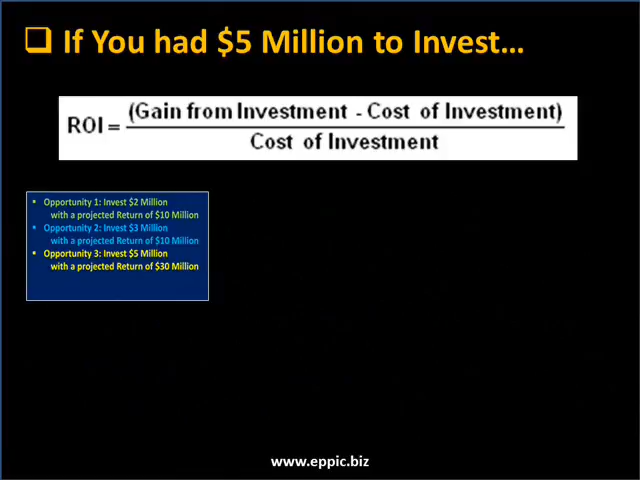 ❑ If You had $5 Million to Invest...
ROI = (Gain from Investment - Cost of Investment)
Cost of Investment
▪ Opportunity 1: Invest $2 Million
with a projected Return of $10 Million
▪ Opportunity 2: Invest $3 Million
with a projected Return of $10 Million
▪ Opportunity 3: Invest $5 Million
with a projected Return of $30 Million
www.eppic.biz